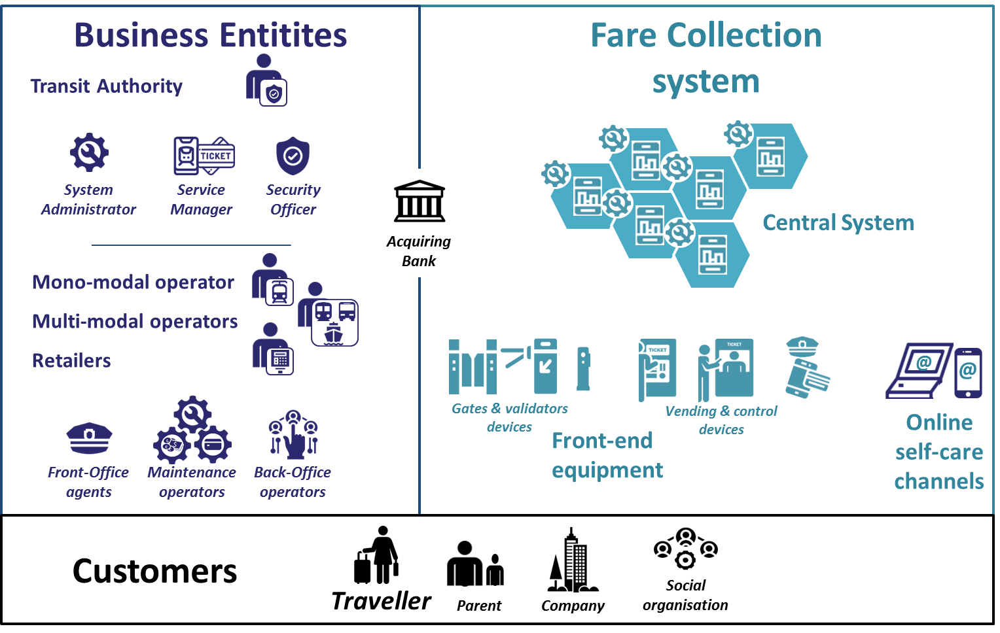 Business Entitites
Transit Authority
TICKET
System
Administrator
Service
Manager
Security
Officer
Mono-modal operator
Multi-modal operators
Retailers
Front-Office
agents
Maintenance
operators
Back-Office
operators
Acquiring
Bank
Fare Collection
system
Central System
TICKET
TICKET
@
@
Gates & validators
devices
Vending & control
devices
Front-end
equipment
Online
self-care
channels
Customers
Traveller
Parent
Company
Social
organisation